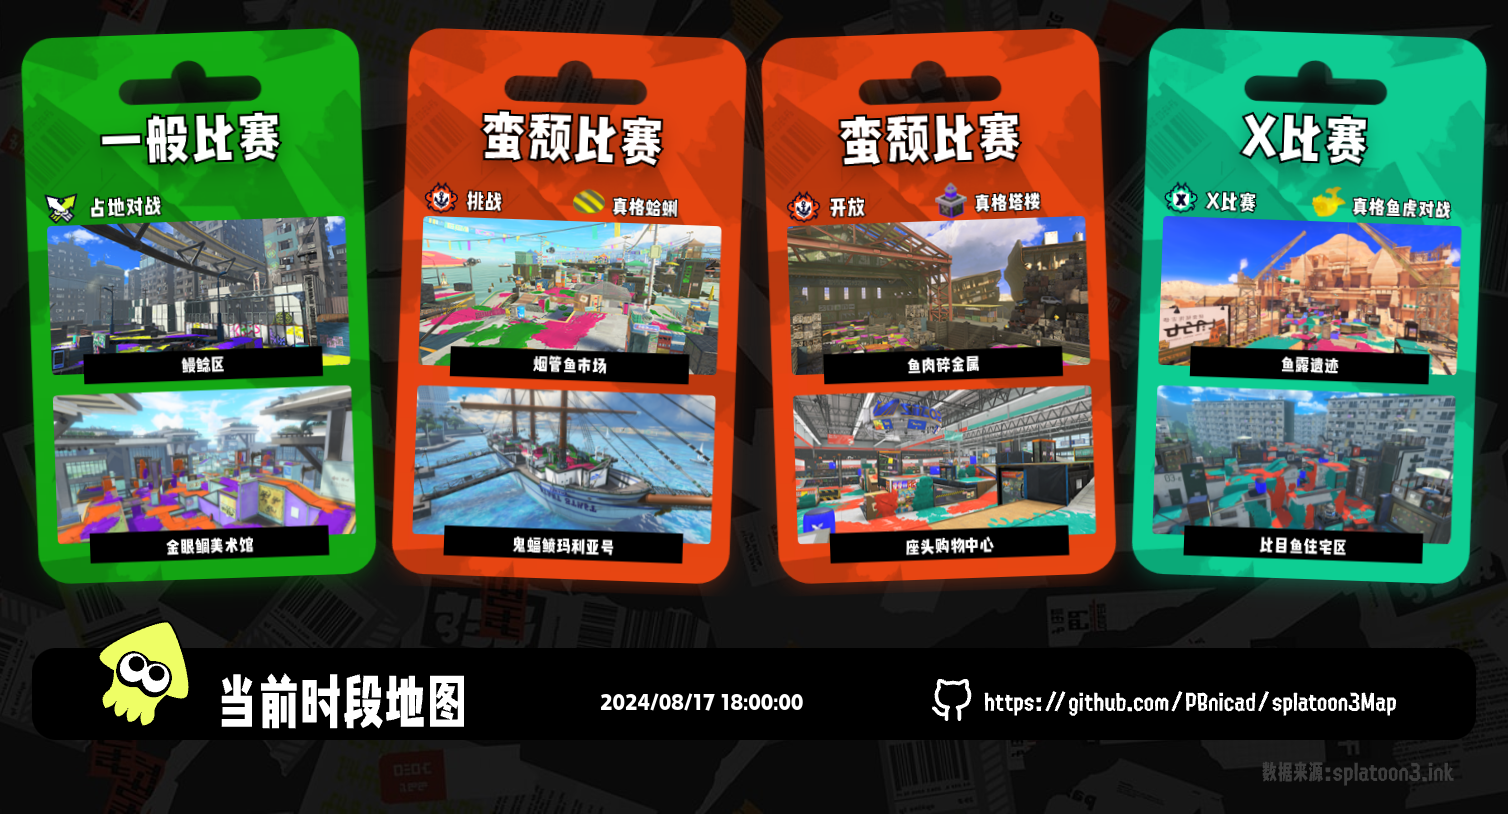 一般比赛
占地对战
鳗鲶区
金眼鲷美术馆
蛮颓比赛
挑战
真格蛤蜊
烟管鱼市场
鬼蝠鲼玛利亚号
蛮颓比赛
开放
真格塔楼
鱼肉碎金属
座头购物中心
X比赛
X比赛
真格鱼虎对战
鱼露遗迹
比目鱼住宅区
当前时段地图
2024/08/17 18:00:00
https://github.com/PBnicad/splatoon3Map
数据来源:splatoon3.ink